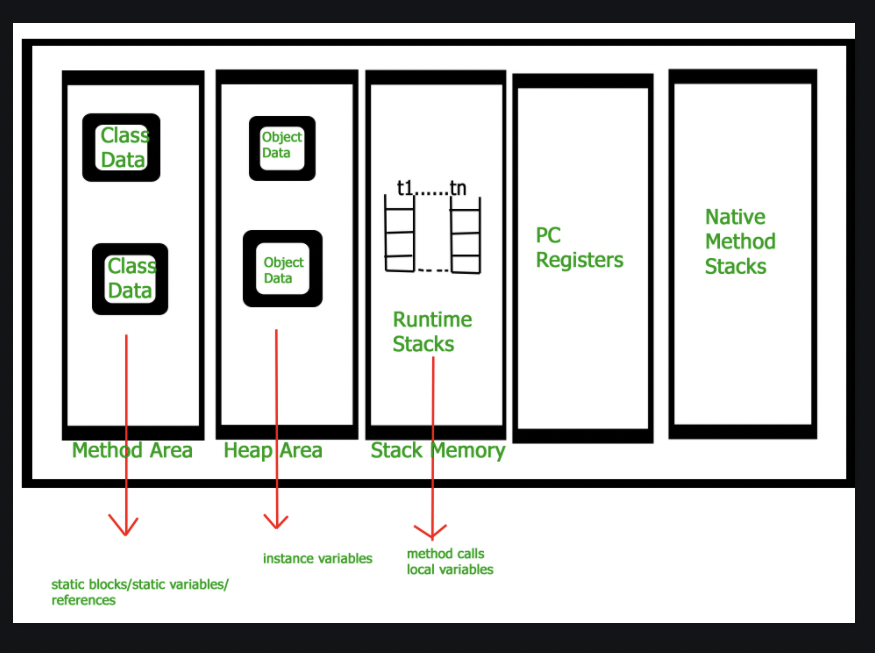 Class
Data
Class
Data
Object
Data
Object
Data
t1......tn
Runtime
Stacks
PC
Registers
Native
Method
Stacks
Method Area
Heap Area
Stack Memory
static blocks/static variables/
references
instance variables
method calls
local variables